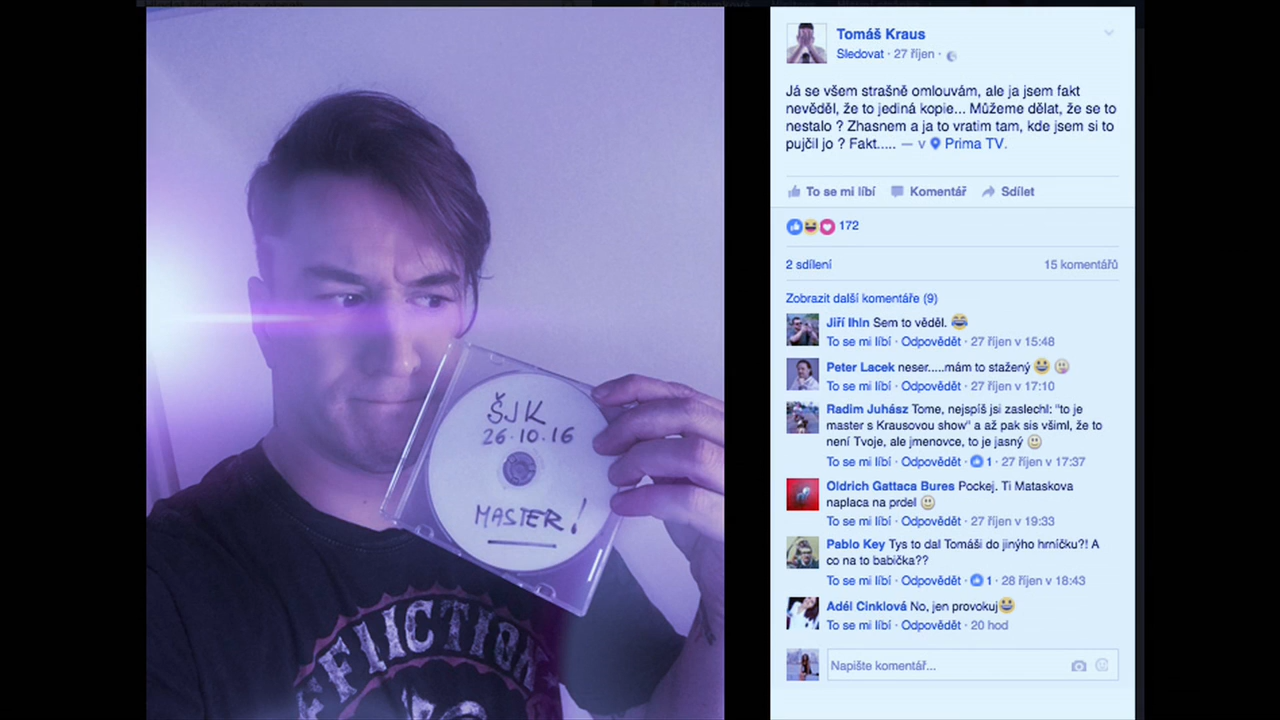 ŠJK
26.10.16
MASTER!
AFFLICTION
Tomáš Kraus
Sledovat · 27 říjen ·
Já se všem strašně omlouvám, ale ja jsem fakt
nevěděl, že to jediná kopie... Můžeme dělat, že se to
nestalo ? Zhasnem a ja to vratim tam, kde jsem si to
pujčil jo ? Fakt..... — v Prima TV.
To se mi líbí Komentář Sdílet
172
2 sdílení 15 komentářů
Zobrazit další komentáře (9)
Jiří Ihln Sem to věděl.
To se mi líbí · Odpovědět · 27 říjen v 15:48
Peter Lacek neser.....mám to stažený
To se mi líbí · Odpovědět · 27 říjen v 17:10
Radim Juhász Tome, nejspíš jsi zaslechl: "to je
master s Krausovou show" a až pak sis všiml, že to
není Tvoje, ale jmenovce, to je jasný
To se mi líbí · Odpovědět · 1 · 27 říjen v 17:37
Oldrich Gattaca Bures Pockej. Ti Mataskova
naplaca na prdel
To se mi líbí · Odpovědět · 27 říjen v 19:33
Pablo Key Tys to dal Tomáši do jinýho hrníčku?! A
co na to babička??
To se mi líbí · Odpovědět · 1 · 28 říjen v 18:43
Adél Cinklová No, jen provokuj
To se mi líbí · Odpovědět · 20 hod
Napište komentář...